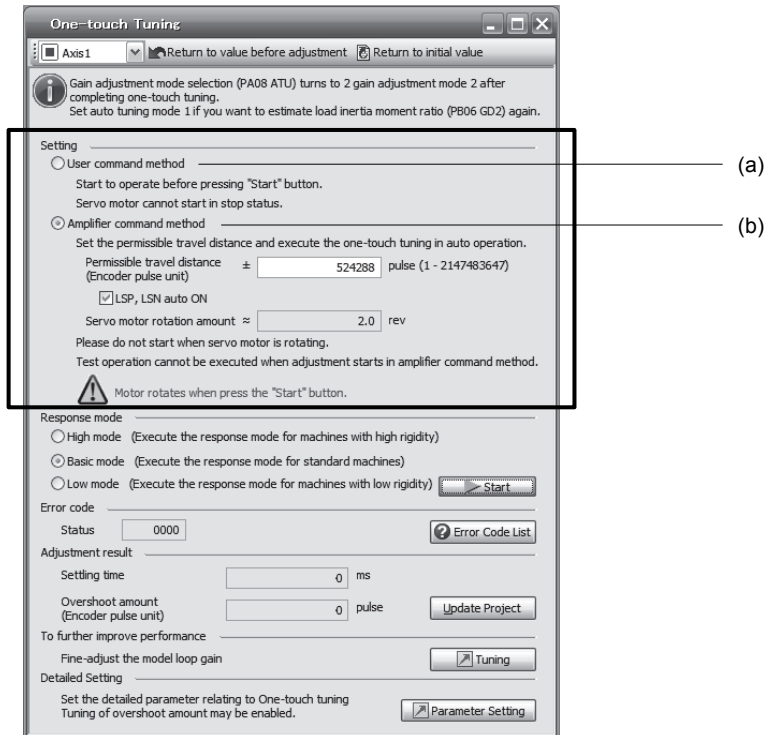 One-touch Tuning
Axis1 Return to value before adjustment Return to initial value
Gain adjustment mode selection (PA08 ATU) turns to 2 gain adjustment mode 2 after
completing one-touch tuning.
Set auto tuning mode 1 if you want to estimate load inertia moment ratio (PB06 GD2) again.
Setting
User command method
(a)
Start to operate before pressing "Start" button.
Servo motor cannot start in stop status.
Amplifier command method
(b)
Set the permissible travel distance and execute the one-touch tuning in auto operation.
Permissible travel distance
(Encoder pulse unit)
± 524288 pulse (1 - 2147483647)
LSP, LSN auto ON
Servo motor rotation amount ≈ 2.0 rev
Please do not start when servo motor is rotating.
Test operation cannot be executed when adjustment starts in amplifier command method.
Motor rotates when press the "Start" button.
Response mode
High mode (Execute the response mode for machines with high rigidity)
Basic mode (Execute the response mode for standard machines)
Low mode (Execute the response mode for machines with low rigidity) Start
Error code
Status 0000 Error Code List
Adjustment result
Settling time 0 ms
Overshoot amount
(Encoder pulse unit)
0 pulse Update Project
To further improve performance
Fine-adjust the model loop gain Tuning
Detailed Setting
Set the detailed parameter relating to One-touch tuning
Tuning of overshoot amount may be enabled.
Parameter Setting